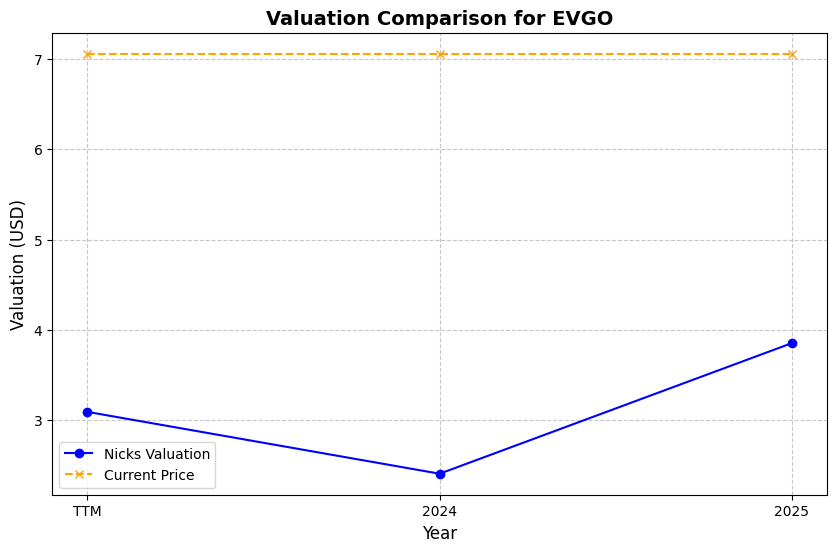 Valuation Comparison for EVGO
Valuation (USD)
7
6
5
4
3
Nicks Valuation
Current Price
TTM
2024
2025
Year